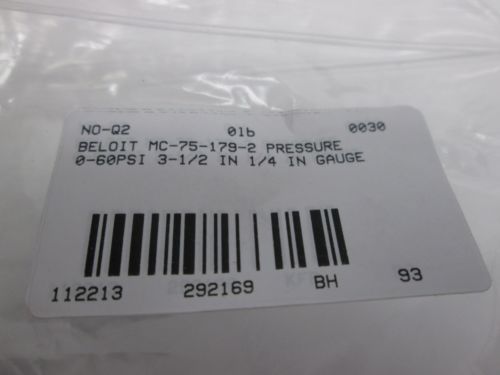 NO-Q2 01b 0030
BELOIT MC-75-179-2 PRESSURE
0-60PSI 3-1/2 IN 1/4 IN GAUGE
112213 292169 BH 93